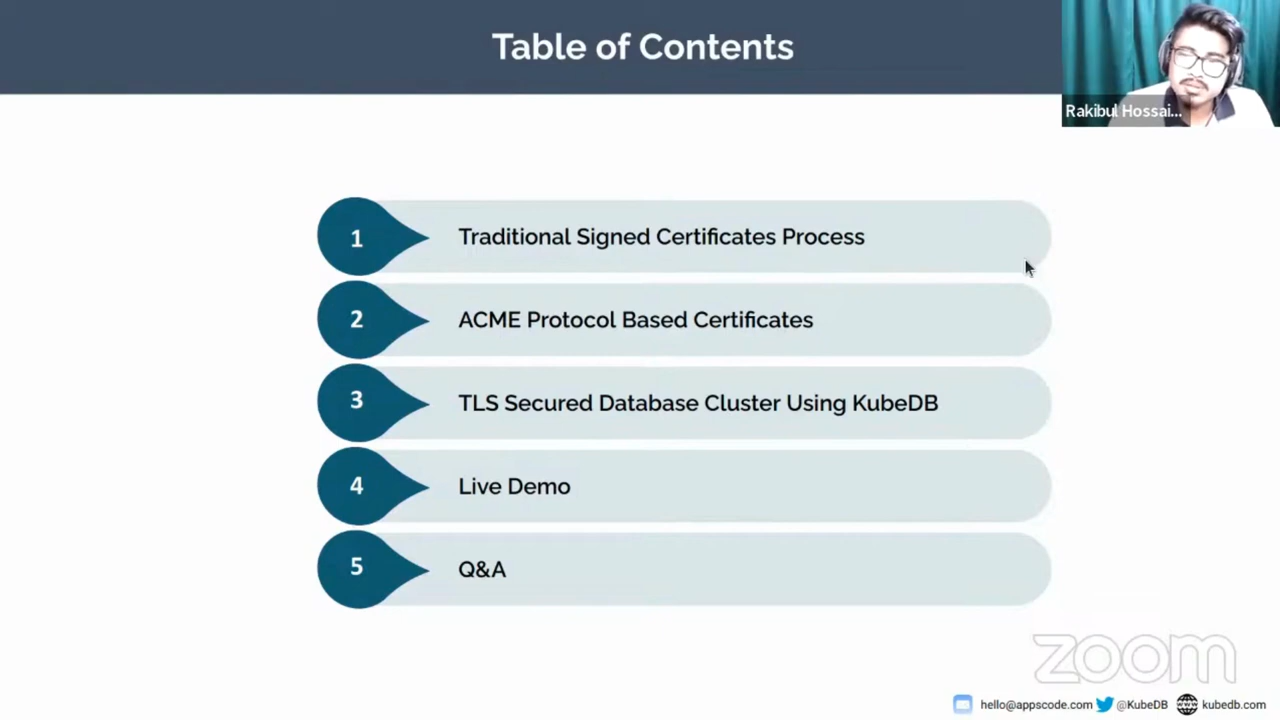 Table of Contents
Rakibul Hossai...
1 Traditional Signed Certificates Process
2 ACME Protocol Based Certificates
3 TLS Secured Database Cluster Using KubeDB
4 Live Demo
5 Q&A
zoom
hello@appscode.com @KubeDB www kubedb.com